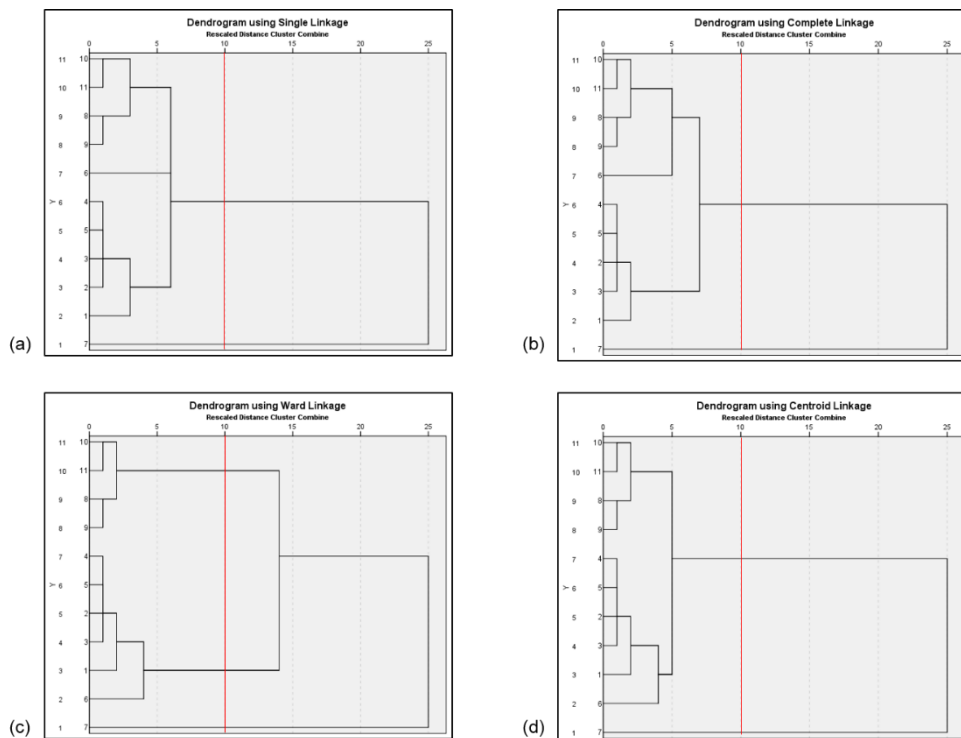 Dendrogram using Single Linkage
Rescaled Distance Cluster Combine
0 5 10 15 20 25
11 10
10 11
9 8
8 9
7 6
Y 6 4
5 5
4 3
3 2
2 1
1 7
(a)
Dendrogram using Complete Linkage
Rescaled Distance Cluster Combine
0 5 10 15 20 25
11 10
10 11
9 8
8 9
7 6
Y 6 4
5 5
4 2
3 3
2 1
1 7
(b)
Dendrogram using Ward Linkage
Rescaled Distance Cluster Combine
0 5 10 15 20 25
11 10
10 11
9 8
8 9
7 4
Y 6 5
5 2
4 3
3 1
2 6
1 7
(c)
Dendrogram using Centroid Linkage
Rescaled Distance Cluster Combine
0 5 10 15 20 25
11 10
10 11
9 8
8 9
7 4
Y 6 5
5 2
4 3
3 1
2 6
1 7
(d)